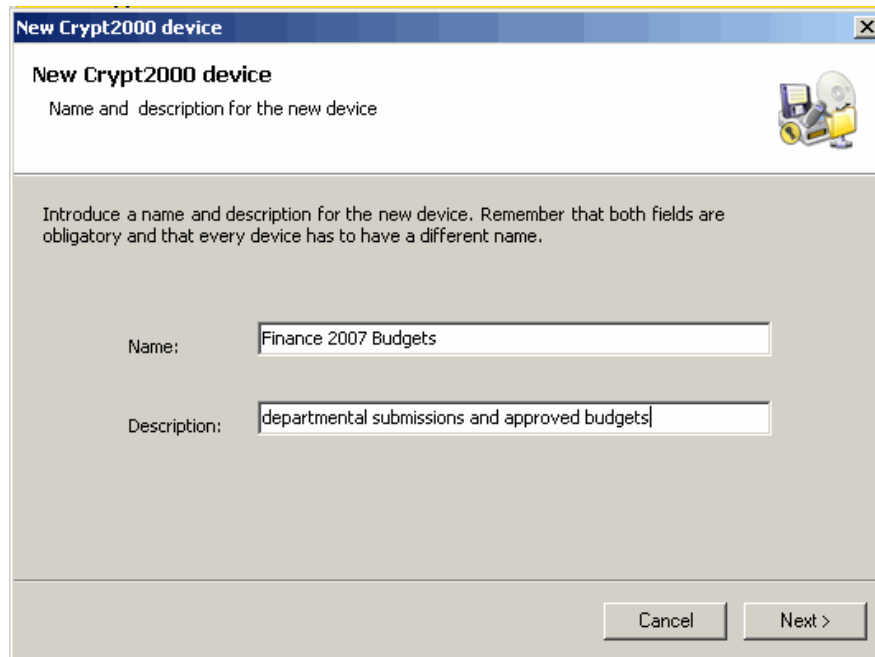 New Crypt2000 device
New Crypt2000 device
Name and description for the new device
Introduce a name and description for the new device. Remember that both fields are
obligatory and that every device has to have a different name.
Name:
Finance 2007 Budgets
Description:
departmental submissions and approved budgets
Cancel
Next >